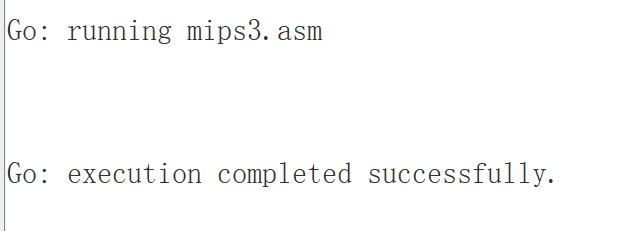 Go: running mips3.asm
Go: execution completed successfully.